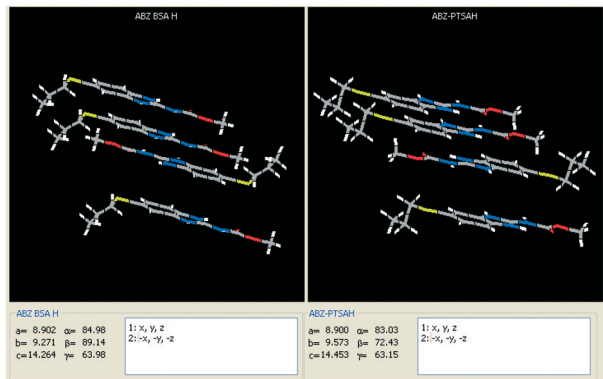 ABZ BSA H
ABZ-PTSAH
ABZ BSA H
a= 8.902 α= 84.98
b= 9.271 β= 89.14
c=14.264 γ= 63.98
1: x, y, z
2: -x, -y, -z
ABZ-PTSAH
a= 8.900 α= 83.03
b= 9.573 β= 72.43
c=14.453 γ= 63.15
1: x, y, z
2: -x, -y, -z